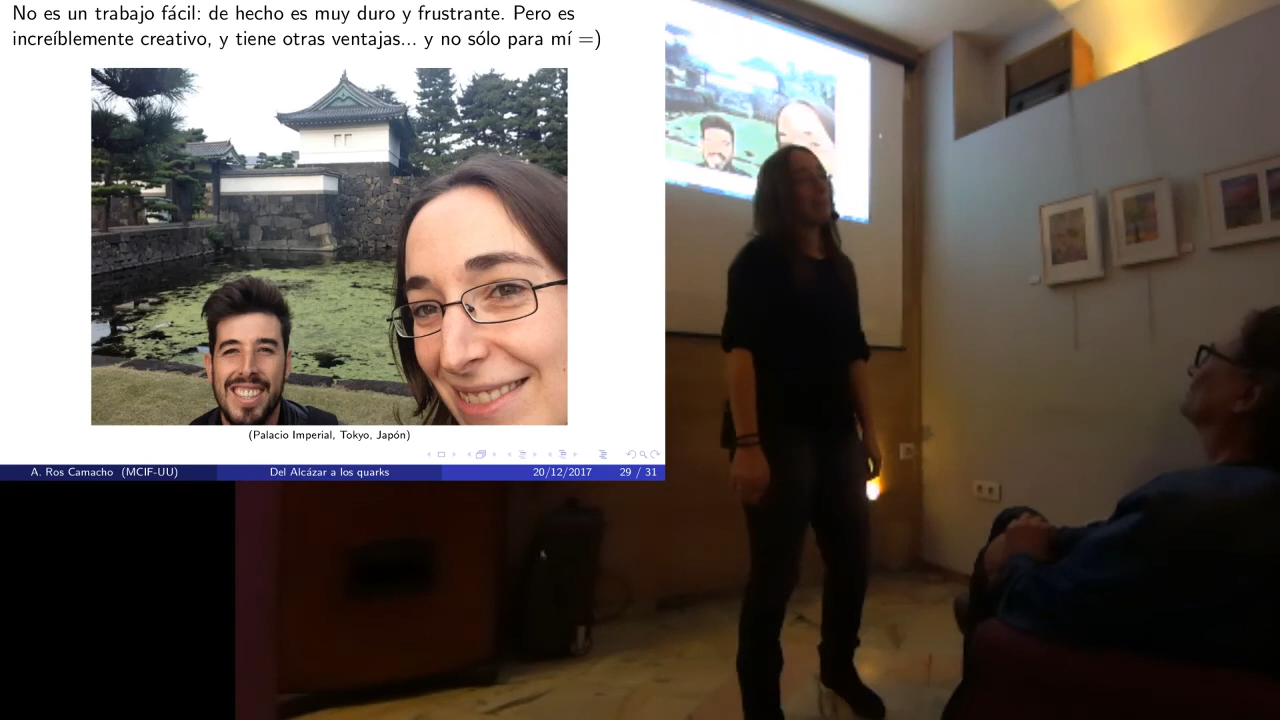 No es un trabajo fácil: de hecho es muy duro y frustrante. Pero es
increíblemente creativo, y tiene otras ventajas... y no sólo para mí =)
(Palacio Imperial, Tokyo, Japón)
A. Ros Camacho (MCIF-UU) Del Alcázar a los quarks 20/12/2017 29 / 31